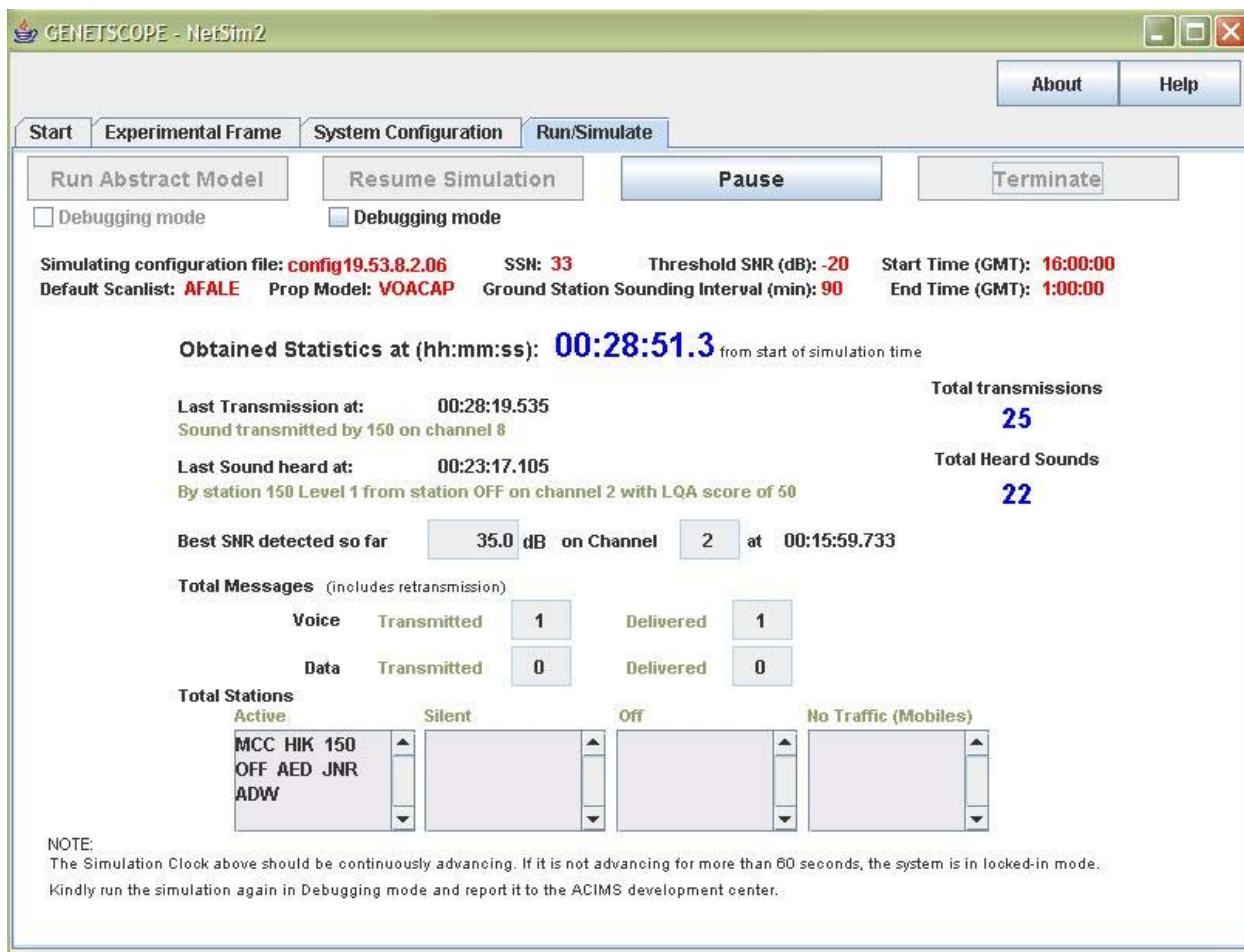 GENETSCOPE - NetSim2
About Help
Start Experimental Frame System Configuration Run/Simulate
Run Abstract Model Resume Simulation Pause Terminate
Debugging mode Debugging mode
Simulating configuration file: config19.53.8.2.06 SSN: 33 Threshold SNR (dB): -20 Start Time (GMT): 16:00:00
Default Scanlist: AFALE Prop Model: VOACAP Ground Station Sounding Interval (min): 90 End Time (GMT): 1:00:00
Obtained Statistics at (hh:mm:ss): 00:28:51.3 from start of simulation time
Total transmissions
Last Transmission at: 00:28:19.535 25
Sound transmitted by 150 on channel 8
Last Sound heard at: 00:23:17.105 Total Heard Sounds
By station 150 Level 1 from station OFF on channel 2 with LQA score of 50 22
Best SNR detected so far 35.0 dB on Channel 2 at 00:15:59.733
Total Messages (includes retransmission)
Voice Transmitted 1 Delivered 1
Data Transmitted 0 Delivered 0
Total Stations
Active Silent Off No Traffic (Mobiles)
MCC HIK 150
OFF AED JNR
ADW
NOTE:
The Simulation Clock above should be continuously advancing. If it is not advancing for more than 60 seconds, the system is in locked-in mode.
Kindly run the simulation again in Debugging mode and report it to the ACIMS development center.